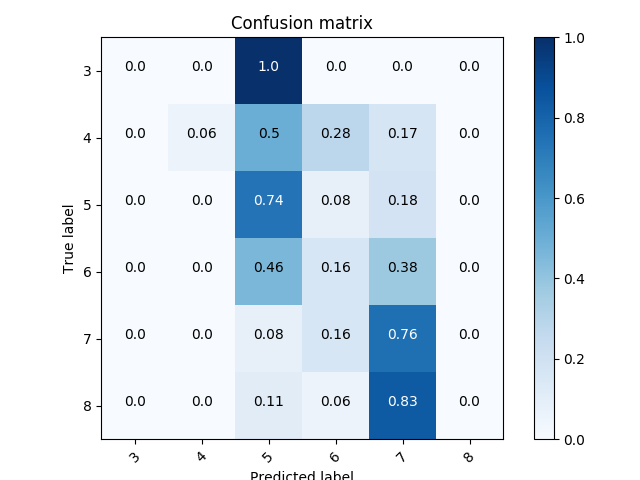 Confusion matrix
True label
3 0.0 0.0 1.0 0.0 0.0 0.0
4 0.0 0.06 0.5 0.28 0.17 0.0
5 0.0 0.0 0.74 0.08 0.18 0.0
6 0.0 0.0 0.46 0.16 0.38 0.0
7 0.0 0.0 0.08 0.16 0.76 0.0
8 0.0 0.0 0.11 0.06 0.83 0.0
3 4 5 6 7 8
Predicted label
1.0
0.8
0.6
0.4
0.2
0.0